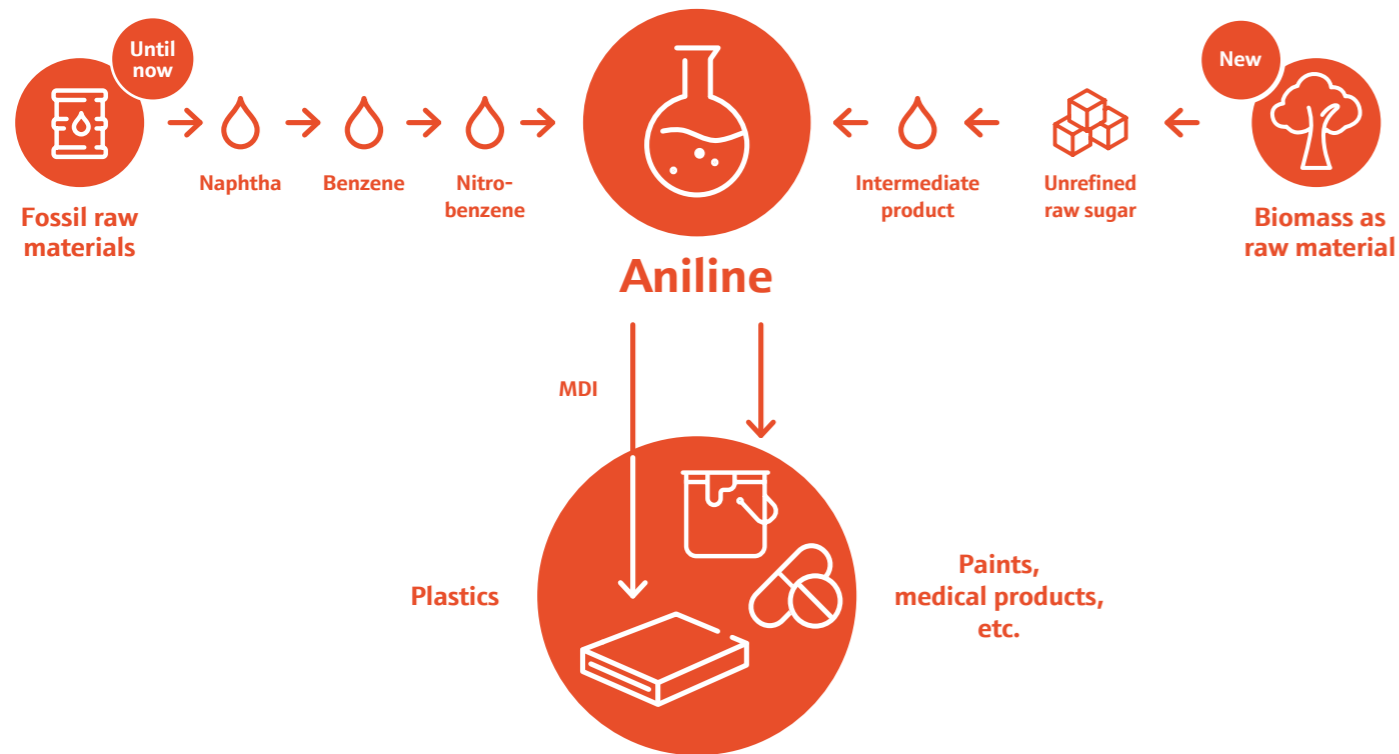 Until
now
Fossil raw
materials
Naphtha
Benzene
Nitro-
benzene
Aniline
Intermediate
product
Unrefined
raw sugar
New
Biomass as
raw material
MDI
Plastics
Paints,
medical products,
etc.